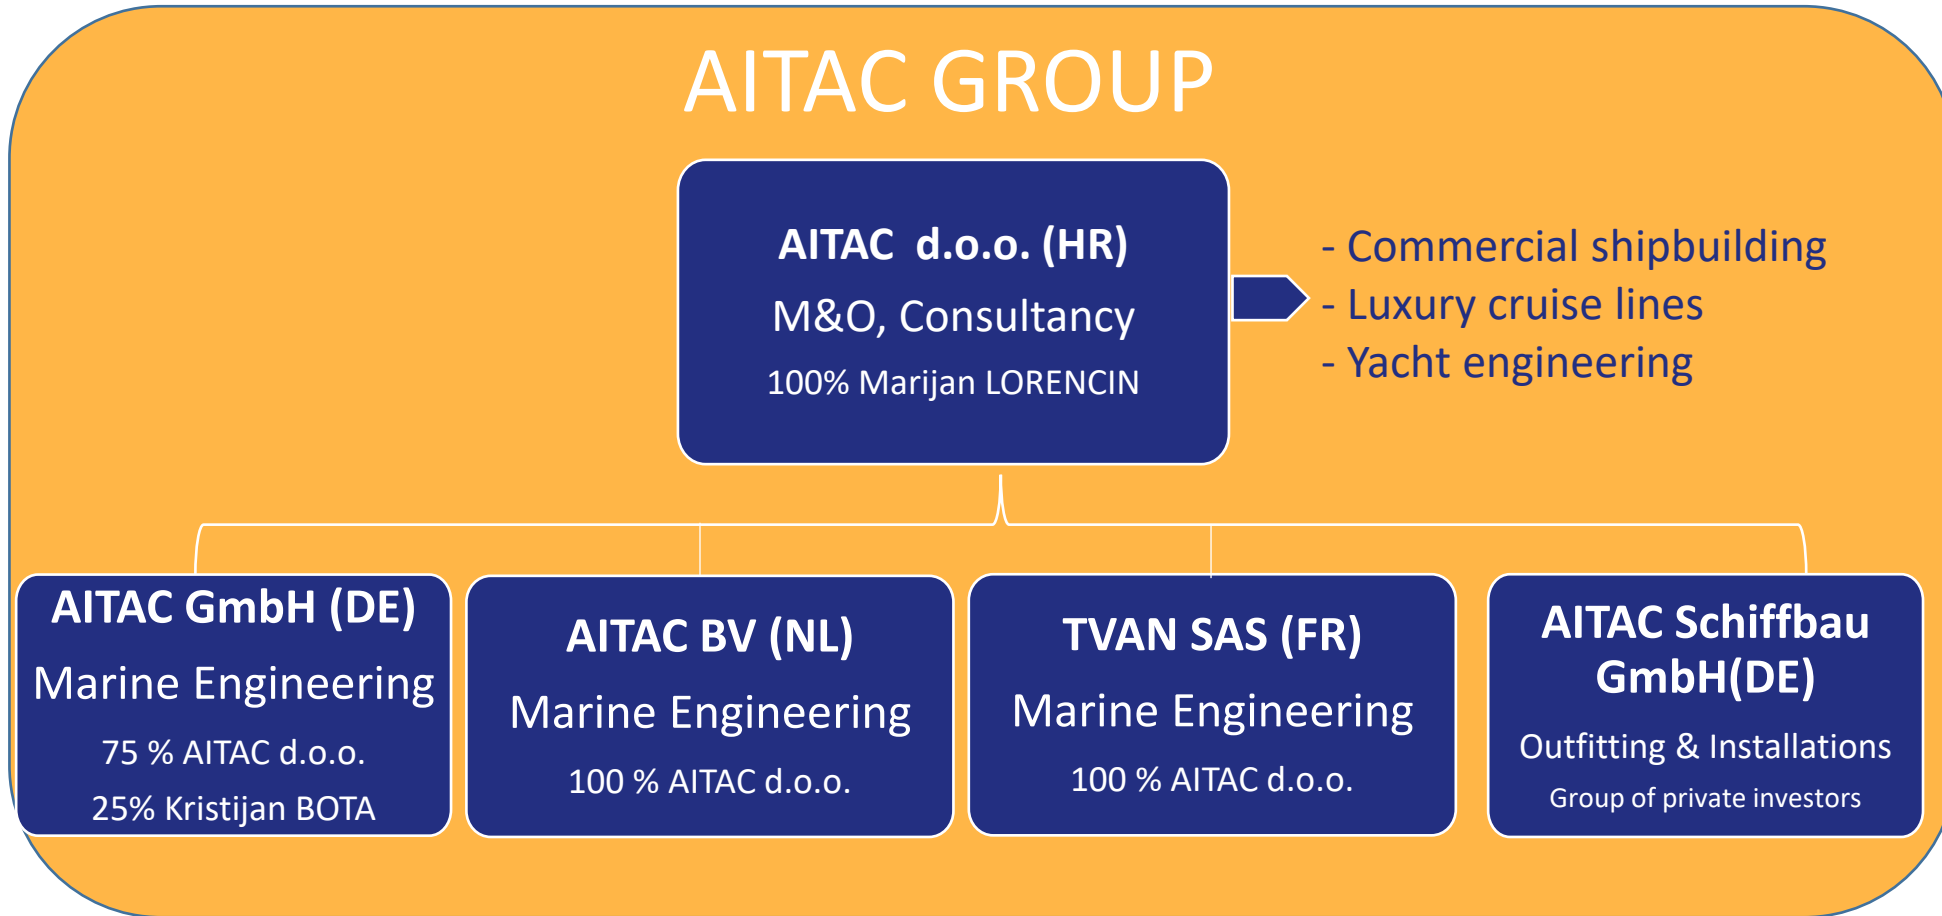 AITAC GROUP
AITAC  d.o.o. (HR)
M&O, Consultancy
100% Marijan LORENCIN
- Commercial shipbuilding
- Luxury cruise lines
- Yacht engineering
AITAC GmbH (DE)
Marine Engineering
75 % AITAC d.o.o.
25% Kristijan BOTA
AITAC BV (NL)
Marine Engineering
100 % AITAC d.o.o.
TVAN SAS (FR)
Marine Engineering
100 % AITAC d.o.o.
AITAC Schiffbau
GmbH(DE)
Outfitting & Installations
Group of private investors